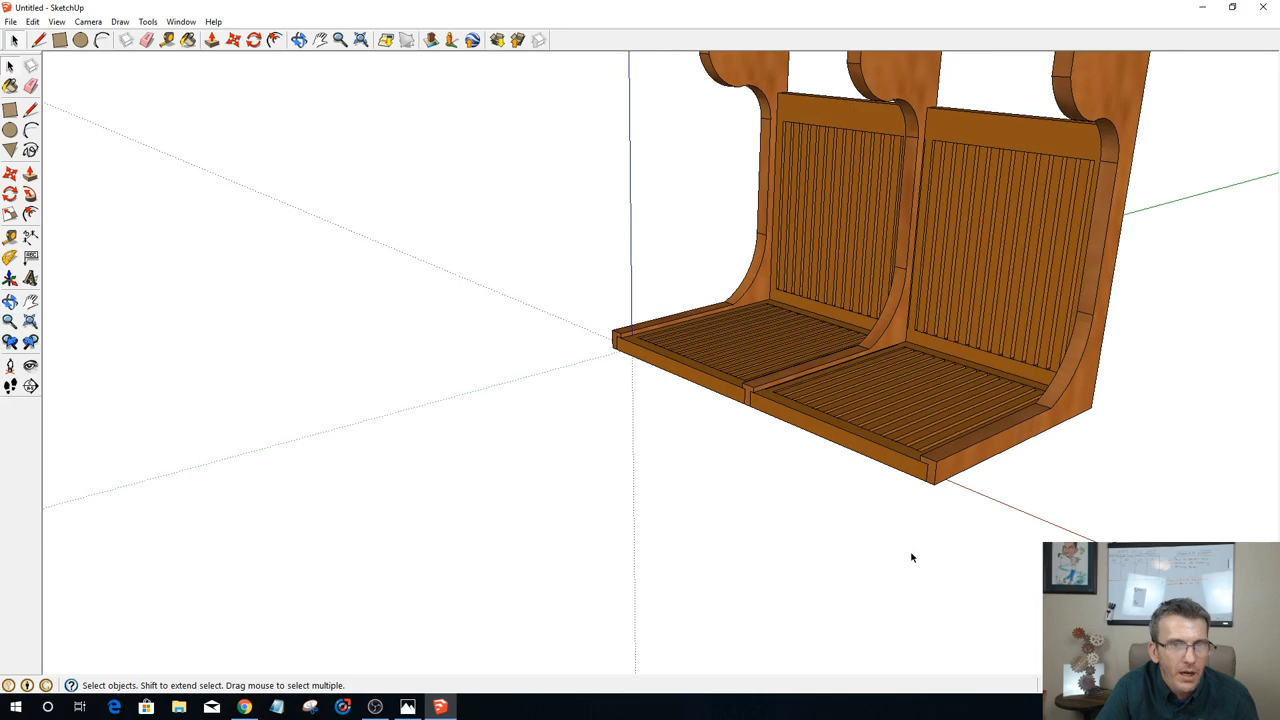 Untitled - SketchUp
File Edit View Camera Draw Tools Window Help
Select objects. Shift to extend select. Drag mouse to select multiple.